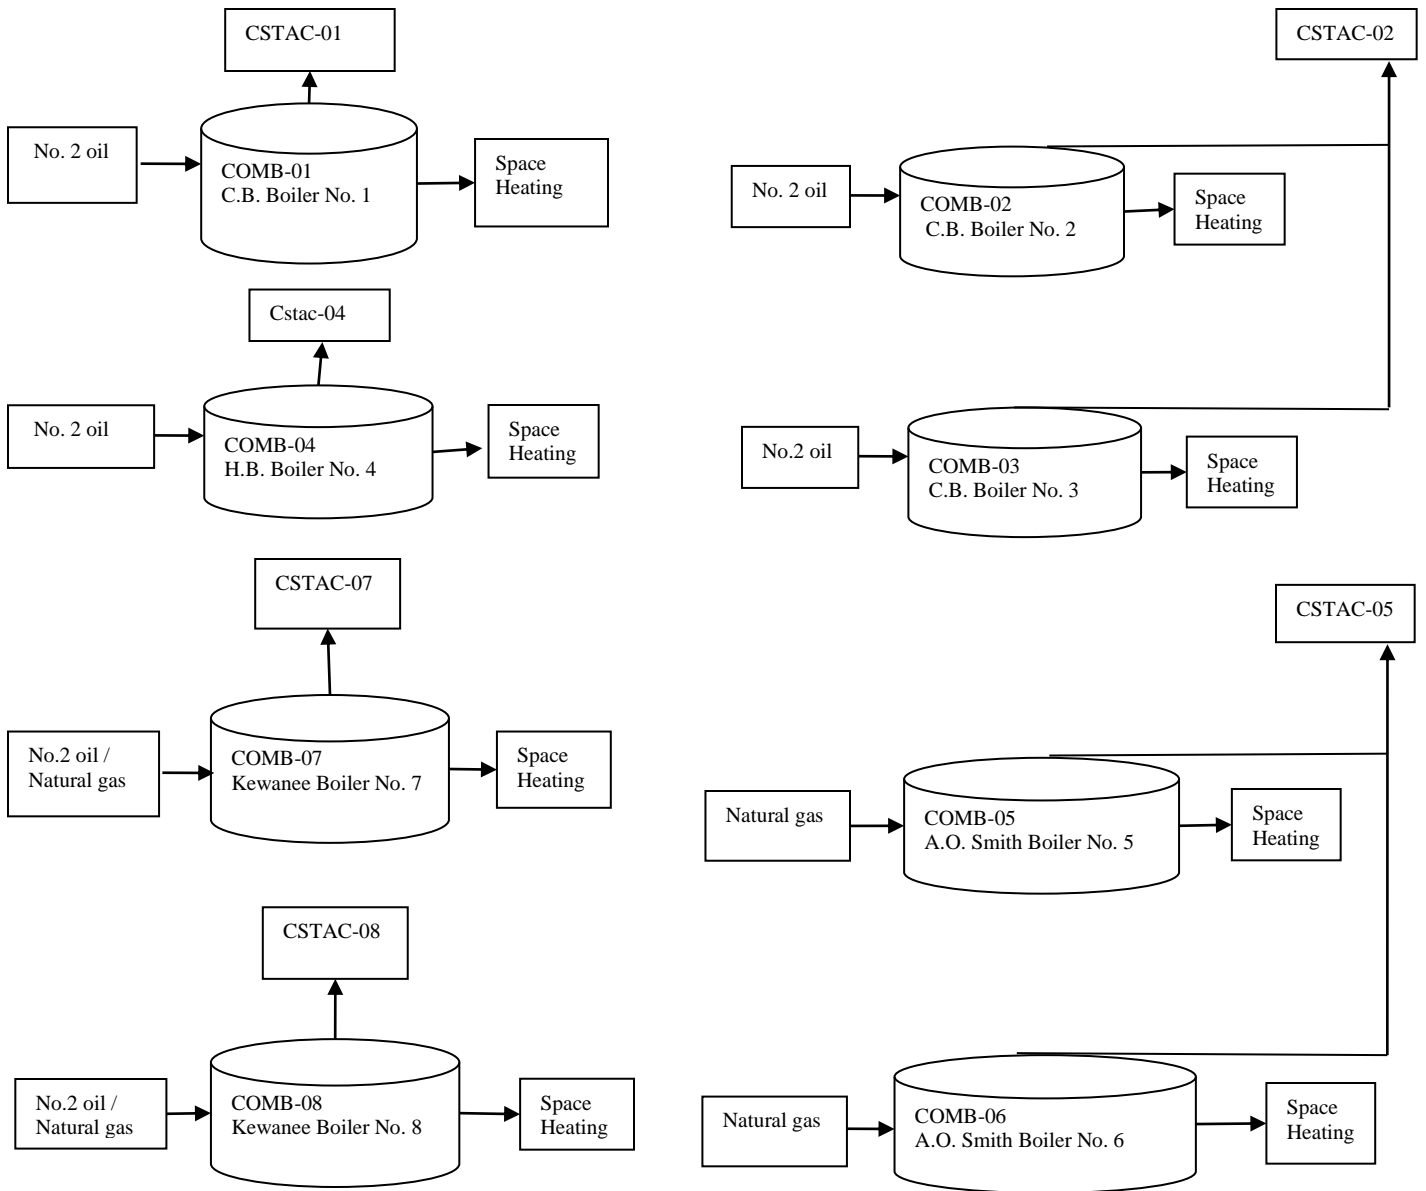 CSTAC-01
No. 2 oil
COMB-01
C.B. Boiler No. 1
Space
Heating
Cstac-04
No. 2 oil
COMB-04
H.B. Boiler No. 4
Space
Heating
CSTAC-07
No.2 oil /
Natural gas
COMB-07
Kewanee Boiler No. 7
Space
Heating
CSTAC-08
No.2 oil /
Natural gas
COMB-08
Kewanee Boiler No. 8
Space
Heating
CSTAC-02
No. 2 oil
COMB-02
C.B. Boiler No. 2
Space
Heating
No.2 oil
COMB-03
C.B. Boiler No. 3
Space
Heating
CSTAC-05
Natural gas
COMB-05
A.O. Smith Boiler No. 5
Space
Heating
Natural gas
COMB-06
A.O. Smith Boiler No. 6
Space
Heating